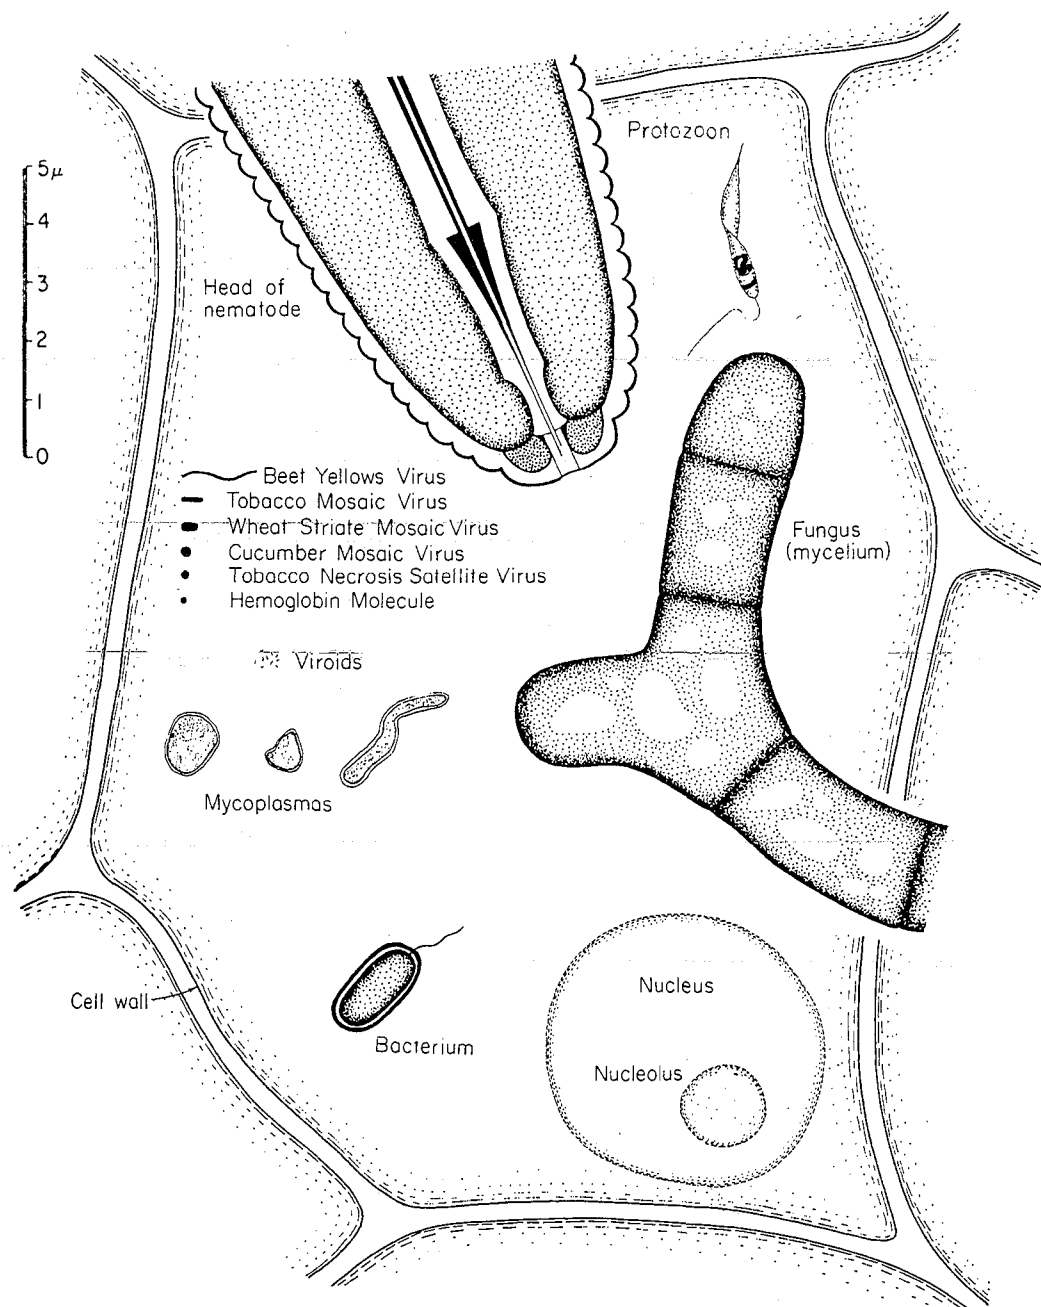 Protozoon
5μ
4
3
2
1
0
Head of
nematode
Beet Yellows Virus
Tobacco Mosaic Virus
Wheat Striate Mosaic Virus
Cucumber Mosaic Virus
Tobacco Necrosis Satellite Virus
Hemoglobin Molecule
Fungus
(mycelium)
Viroids
Mycoplasmas
Cell wall
Bacterium
Nucleus
Nucleolus